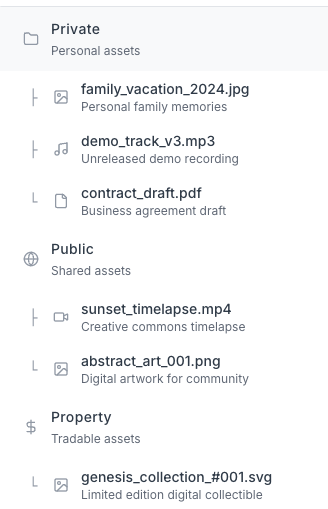 Private
Personal assets
family_vacation_2024.jpg
Personal family memories
demo_track_v3.mp3
Unreleased demo recording
contract_draft.pdf
Business agreement draft
Public
Shared assets
sunset_timelapse.mp4
Creative commons timelapse
abstract_art_001.png
Digital artwork for community
Property
Tradable assets
genesis_collection_#001.svg
Limited edition digital collectible